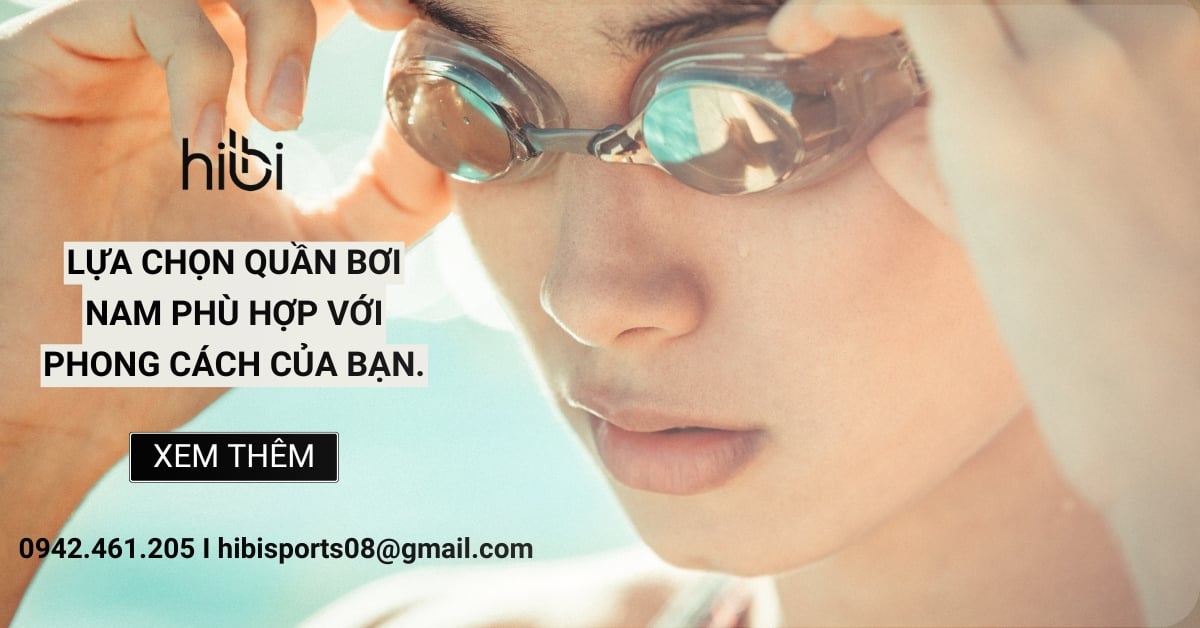 hibi
LỰA CHỌN QUẦN BƠI
NAM PHÙ HỢP VỚI
PHONG CÁCH CỦA BẠN.
XEM THÊM
0942.461.205 I hibisports08@gmail.com